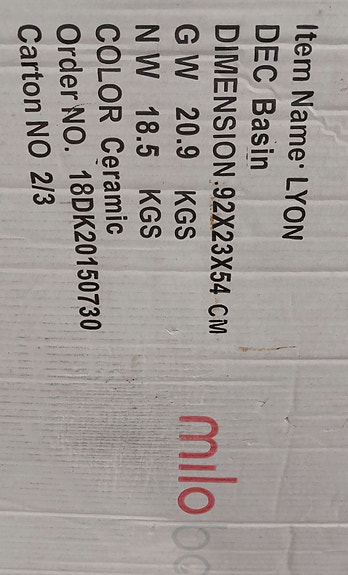 Item Name: LYON
DEC Basin
DIMENSION.92X23X54 CM
G W 20.9 KGS
N W 18.5 KGS
COLOR Ceramic
Order NO. 18DK20150730
Carton NO 2/3
milo